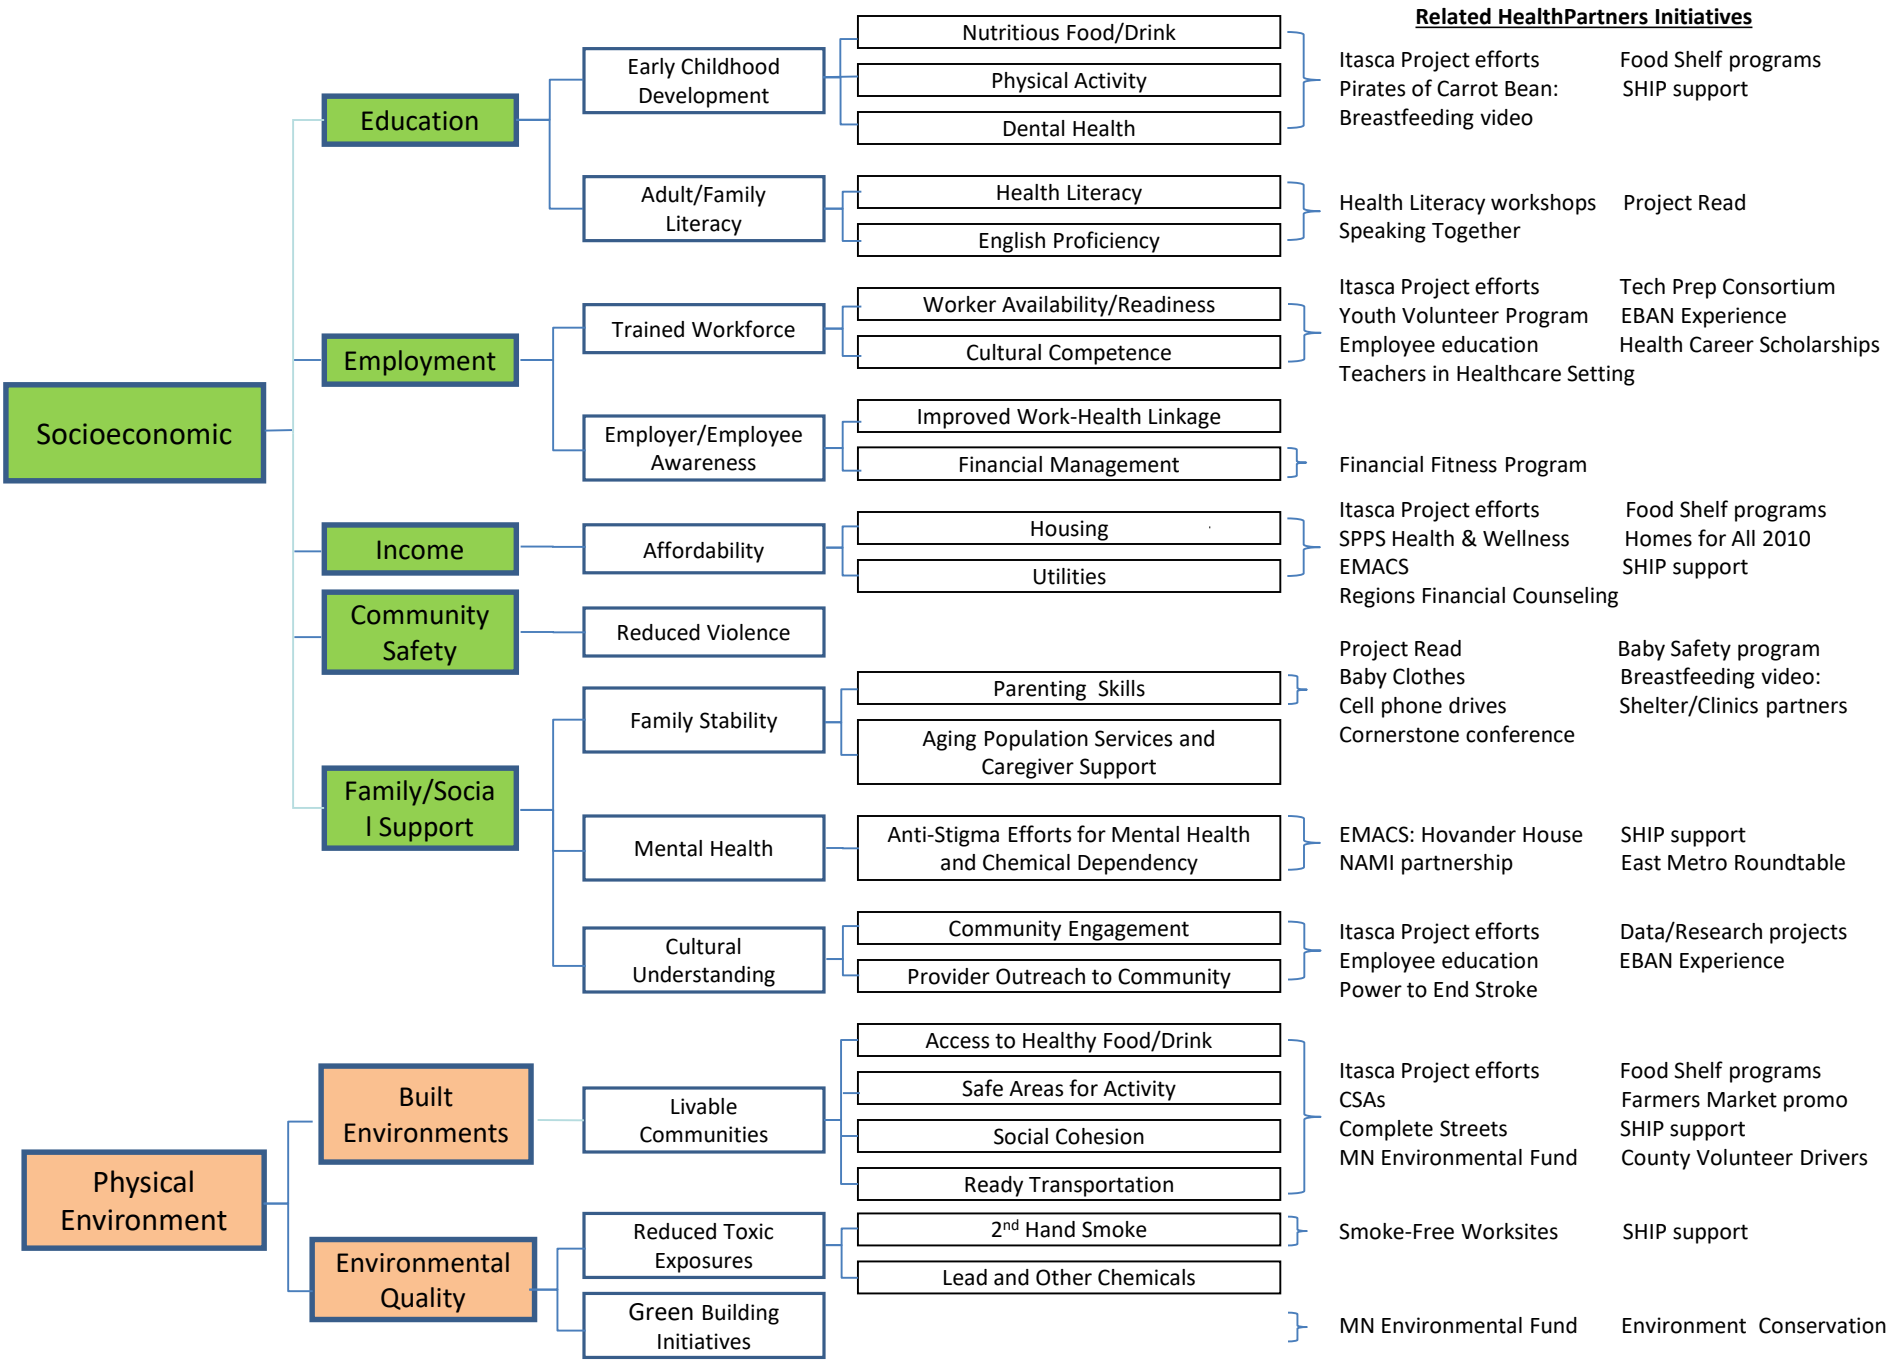 Related HealthPartners Initiatives
Socioeconomic
Education
Early Childhood
Development
Nutritious Food/Drink
Physical Activity
Dental Health
Itasca Project efforts
Pirates of Carrot Bean:
Breastfeeding video
Food Shelf programs
SHIP support
Adult/Family
Literacy
Health Literacy
English Proficiency
Health Literacy workshops
Speaking Together
Project Read
Employment
Trained Workforce
Worker Availability/Readiness
Cultural Competence
Itasca Project efforts
Youth Volunteer Program
Employee education
Teachers in Healthcare Setting
Tech Prep Consortium
EBAN Experience
Health Career Scholarships
Employer/Employee
Awareness
Improved Work-Health Linkage
Financial Management
Financial Fitness Program
Income
Affordability
Housing
Utilities
Itasca Project efforts
SPPS Health & Wellness
EMACS
Regions Financial Counseling
Food Shelf programs
Homes for All 2010
SHIP support
Community
Safety
Reduced Violence
Family/Socia
l Support
Family Stability
Parenting Skills
Aging Population Services and
Caregiver Support
Project Read
Baby Clothes
Cell phone drives
Cornerstone conference
Baby Safety program
Breastfeeding video:
Shelter/Clinics partners
Mental Health
Anti-Stigma Efforts for Mental Health
and Chemical Dependency
EMACS: Hovander House
NAMI partnership
SHIP support
East Metro Roundtable
Cultural
Understanding
Community Engagement
Provider Outreach to Community
Itasca Project efforts
Employee education
Power to End Stroke
Data/Research projects
EBAN Experience
Physical
Environment
Built
Environments
Livable
Communities
Access to Healthy Food/Drink
Safe Areas for Activity
Social Cohesion
Ready Transportation
Itasca Project efforts
CSAs
Complete Streets
MN Environmental Fund
Food Shelf programs
Farmers Market promo
SHIP support
County Volunteer Drivers
Environmental
Quality
Reduced Toxic
Exposures
2nd Hand Smoke
Lead and Other Chemicals
Smoke-Free Worksites
SHIP support
Green Building
Initiatives
MN Environmental Fund
Environment Conservation